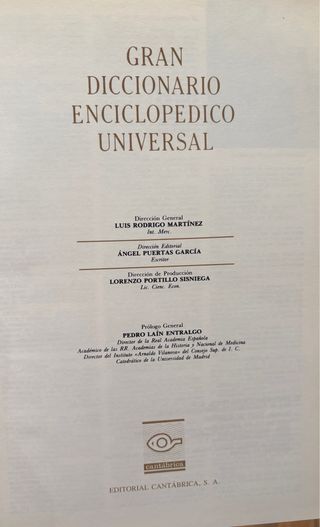 GRAN
DICCIONARIO
ENCICLOPEDICO
UNIVERSAL
Dirección General
LUIS RODRIGO MARTÍNEZ
Int. Merc.
Dirección Editorial
ÁNGEL PUERTAS GARCÍA
Escritor
Dirección de Producción
LORENZO PORTILLO SISNIEGA
Lic. Cienc. Econ.
Prólogo General
PEDRO LAÍN ENTRALGO
Director de la Real Academia Española
Académico de las RR. Academias de la Historia y Nacional de Medicina
Director del Instituto «Arnaldo Vilanova» del Consejo Sup. de I. C.
Catedrático de la Universidad de Madrid
cantábrica
EDITORIAL CANTÁBRICA, S. A.